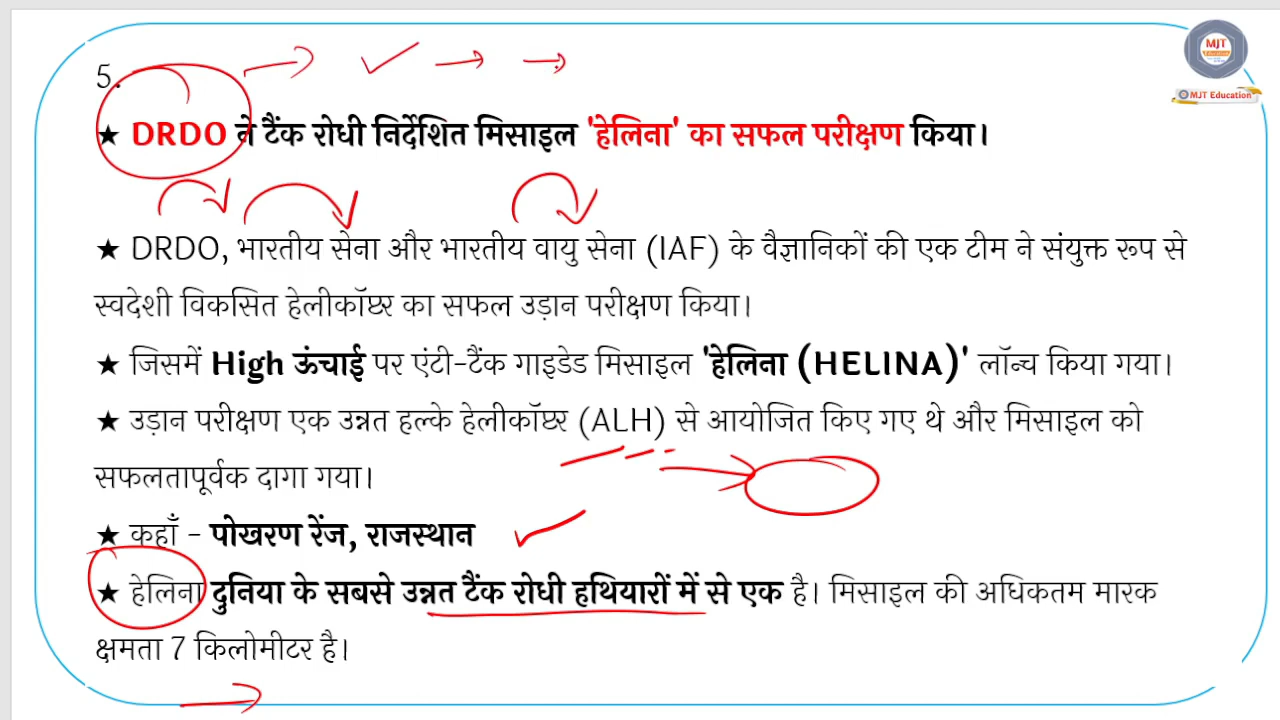 MJT
Education
MJT Education
5.
★ DRDO ने टैंक रोधी निर्देशित मिसाइल 'हेलिना' का सफल परीक्षण किया।
★ DRDO, भारतीय सेना और भारतीय वायु सेना (IAF) के वैज्ञानिकों की एक टीम ने संयुक्त रूप से
स्वदेशी विकसित हेलीकॉप्टर का सफल उड़ान परीक्षण किया।
★ जिसमें High ऊंचाई पर एंटी-टैंक गाइडेड मिसाइल 'हेलिना (HELINA)' लॉन्च किया गया।
★ उड़ान परीक्षण एक उन्नत हल्के हेलीकॉप्टर (ALH) से आयोजित किए गए थे और मिसाइल को
सफलतापूर्वक दागा गया।
★ कहाँ - पोखरण रेंज, राजस्थान
★ हेलिना दुनिया के सबसे उन्नत टैंक रोधी हथियारों में से एक है। मिसाइल की अधिकतम मारक
क्षमता 7 किलोमीटर है।